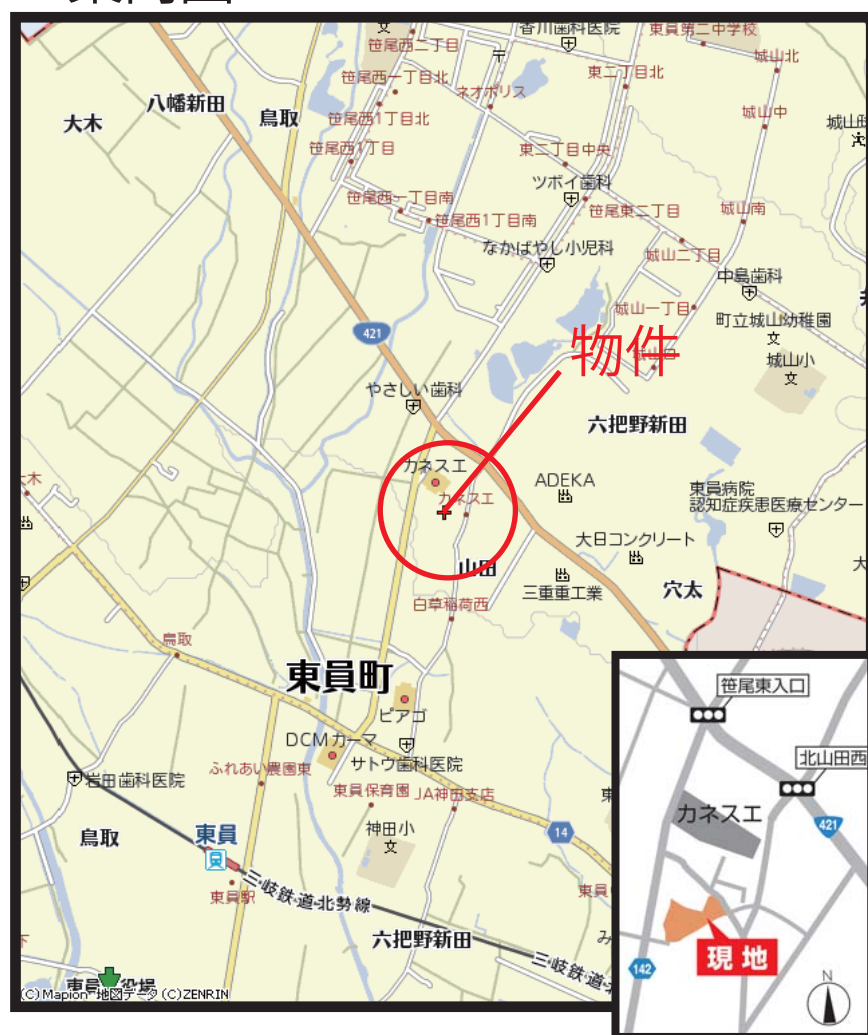 香川歯科医院
東員第二中学校
笹尾西二丁目
城山北
笹尾西一丁目北
東二丁目北
ネオポリス
大木
八幡新田
鳥取
笹尾西1丁目北
城山中
笹尾西1丁目
東二丁目中央
ツボイ歯科
笹尾西一丁目南
笹尾西1丁目南
笹尾東二丁目
城山南
なかばやし小児科
城山二丁目
中島歯科
城山一丁目
町立城山幼稚園
421
物件
城山小
やさしい歯科
六把野新田
カネスエ
カネスエ
ADEKA
東員病院
認知症疾患医療センター
大日コンクリート
山田
三重重工業
穴太
白草稲荷西
鳥取
東員町
ピアゴ
DCMカーマ
サトウ歯科医院
ふれあい農園東
岩田歯科医院
東員保育園
JA神田支店
神田小
14
鳥取
東員
東員駅
三岐鉄道北勢線
六把野新田
三岐鉄道北
(C)Mapion 地図データ (C)ZENRIN
笹尾東入口
北山田西
カネスエ
421
現地
142
N